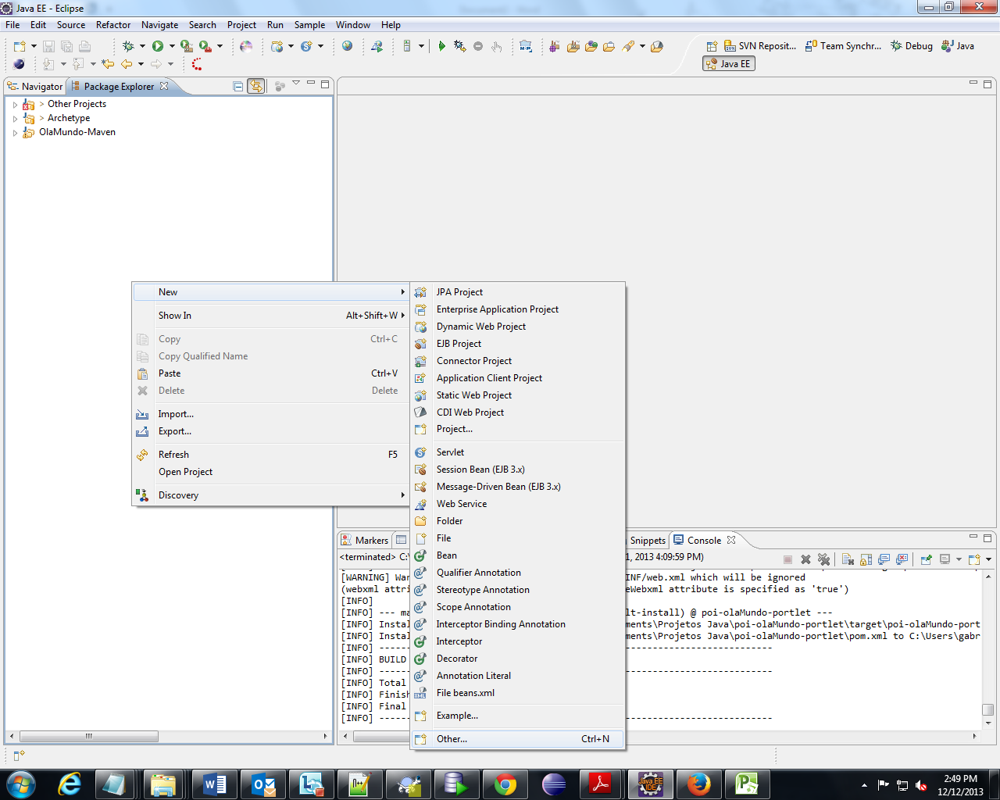 Java EE - Eclipse
File Edit Source Refactor Navigate Search Project Run Sample Window Help
SVN Reposit... Team Synchr... Debug Java
Java EE
Navigator Package Explorer
> Other Projects
> Archetype
OlaMundo-Maven
New
Show In Alt+Shift+W
Copy Ctrl+C
Copy Qualified Name
Paste Ctrl+V
Delete Delete
Import...
Export...
Refresh F5
Open Project
Discovery
JPA Project
Enterprise Application Project
Dynamic Web Project
EJB Project
Connector Project
Application Client Project
Static Web Project
CDI Web Project
Project...
Servlet
Session Bean (EJB 3.x)
Message-Driven Bean (EJB 3.x)
Web Service
Folder
File
Bean
Qualifier Annotation
Stereotype Annotation
Scope Annotation
Interceptor Binding Annotation
Interceptor
Decorator
Annotation Literal
File beans.xml
Example...
Other... Ctrl+N
Markers Snippets Console
<terminated> C:\ 1, 2013 4:09:59 PM)
[WARNING] War INF/web.xml which will be ignored
(webxml attri eWebxml attribute is specified as 'true')
[INFO]
[INFO] --- ma lt-install) @ poi-olaMundo-portlet ---
[INFO] Instal ments\Projetos Java\poi-olaMundo-portlet\target\poi-olaMundo-port
[INFO] Instal ments\Projetos Java\poi-olaMundo-portlet\pom.xml to C:\Users\gabr
[INFO] ------
[INFO] BUILD
[INFO] ------
[INFO] Total
[INFO] Finish
[INFO] Final
[INFO] ------
Java EE
IDE
2:49 PM
12/12/2013